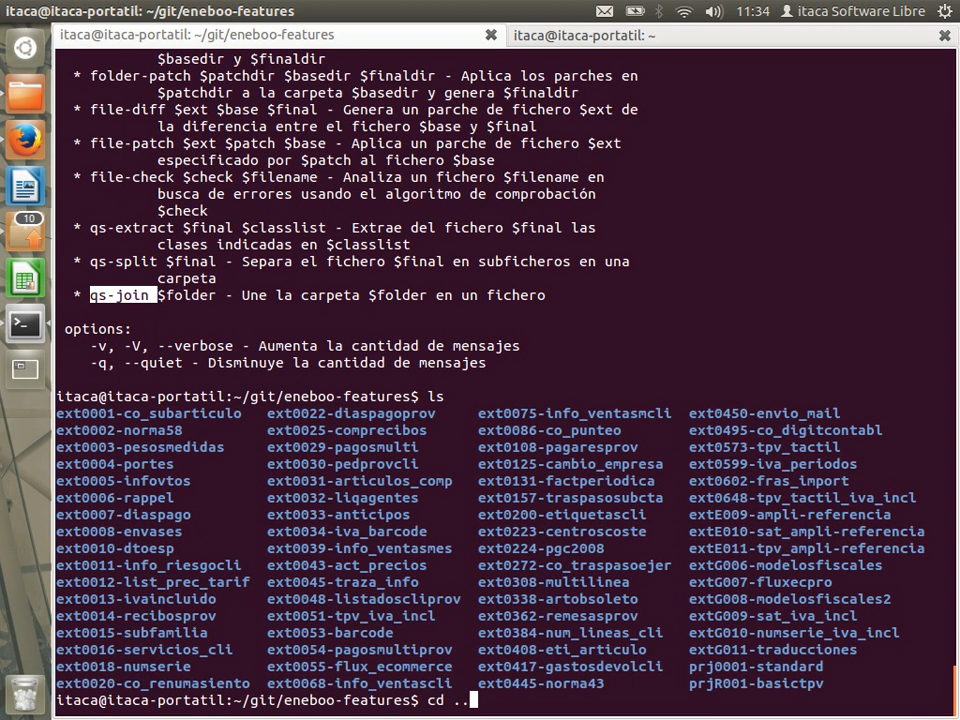 itaca@itaca-portatil: ~/git/eneboo-features 11:34 itaca Software Libre
itaca@itaca-portatil: ~/git/eneboo-features itaca@itaca-portatil: ~
$basedir y $finaldir
* folder-patch $patchdir $basedir $finaldir - Aplica los parches en
$patchdir a la carpeta $basedir y genera $finaldir
* file-diff $ext $base $final - Genera un parche de fichero $ext de
la diferencia entre el fichero $base y $final
* file-patch $ext $patch $base - Aplica un parche de fichero $ext
especificado por $patch al fichero $base
* file-check $check $filename - Analiza un fichero $filename en
busca de errores usando el algoritmo de comprobación
$check
* qs-extract $final $classlist - Extrae del fichero $final las
clases indicadas en $classlist
* qs-split $final - Separa el fichero $final en subficheros en una
carpeta
* qs-join $folder - Une la carpeta $folder en un fichero
options:
-v, -V, --verbose - Aumenta la cantidad de mensajes
-q, --quiet - Disminuye la cantidad de mensajes
itaca@itaca-portatil:~/git/eneboo-features$ ls
ext0001-co_subarticulo ext0022-diaspagoprov ext0075-info_ventasmcli ext0450-envio_mail
ext0002-norma58 ext0025-comprecibos ext0086-co_punteo ext0495-co_digitcontabl
ext0003-pesosmedidas ext0029-pagosmulti ext0108-pagaresprov ext0573-tpv_tactil
ext0004-portes ext0030-pedprovcli ext0125-cambio_empresa ext0599-iva_periodos
ext0005-infovtos ext0031-articulos_comp ext0131-factperiodica ext0602-fras_import
ext0006-rappel ext0032-liqagentes ext0157-traspasosubcta ext0648-tpv_tactil_iva_incl
ext0007-diaspago ext0033-anticipos ext0200-etiquetascli extE009-ampli-referencia
ext0008-envases ext0034-iva_barcode ext0223-centroscoste extE010-sat_ampli-referencia
ext0010-dtoesp ext0039-info_ventasmes ext0224-pgc2008 extE011-tpv_ampli-referencia
ext0011-info_riesgocli ext0043-act_precios ext0272-co_traspasoejer extG006-modelosfiscales
ext0012-list_prec_tarif ext0045-traza_info ext0308-multilinea extG007-fluxecpro
ext0013-ivaincluido ext0048-listadoscliprov ext0338-artobsoleto extG008-modelosfiscales2
ext0014-recibosprov ext0051-tpv_iva_incl ext0362-remesasprov extG009-sat_iva_incl
ext0015-subfamilia ext0053-barcode ext0384-num_lineas_cli extG010-numserie_iva_incl
ext0016-servicios_cli ext0054-pagosmultiprov ext0408-eti_articulo extG011-traducciones
ext0018-numserie ext0055-flux_ecommerce ext0417-gastosdevolcli prj0001-standard
ext0020-co_renumasiento ext0068-info_ventascli ext0445-norma43 prjR001-basictpv
itaca@itaca-portatil:~/git/eneboo-features$ cd ..
10